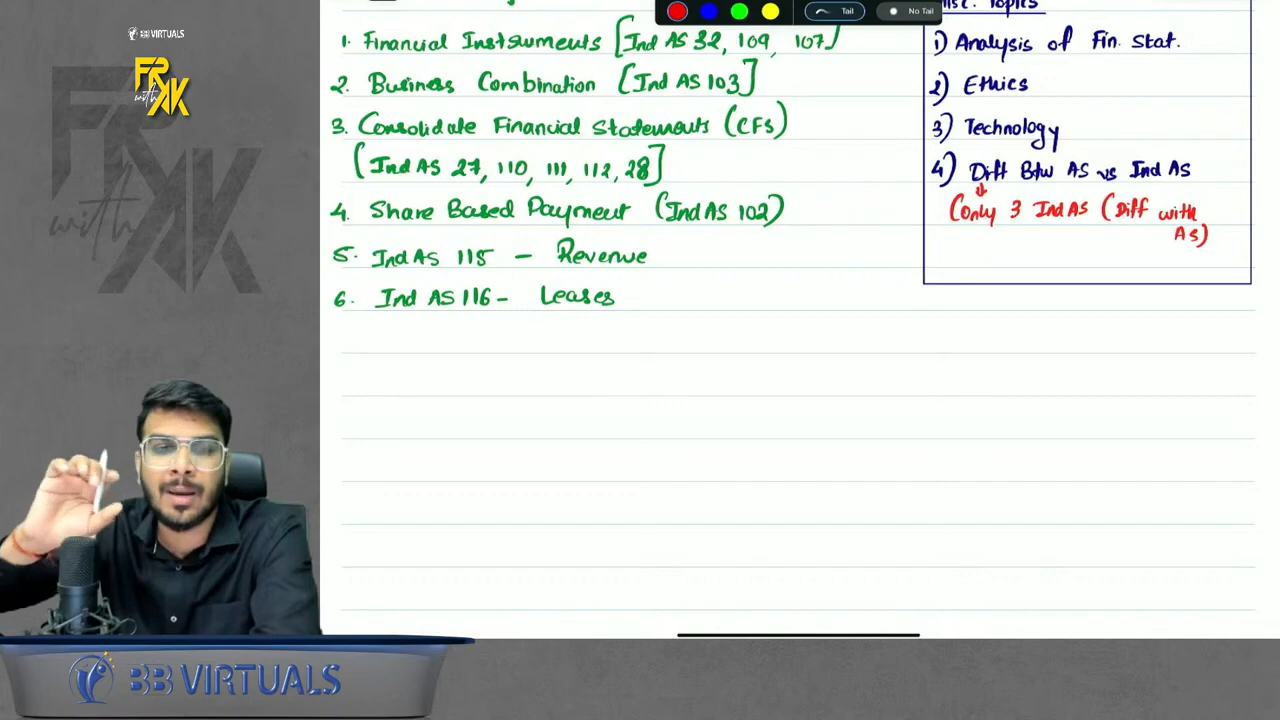 BB VIRTUALS
FR
with
AK
FR
with
AK
Tail
No Tail
1. Financial Instruments [Ind AS 32, 109, 107]
2. Business Combination [Ind AS 103]
3. Consolidate Financial Statements (CFS)
[Ind AS 27, 110, 111, 112, 28]
4. Share Based Payment (Ind AS 102)
5. Ind AS 115 - Revenue
6. Ind AS 116 - Leases
Misc. Topics
1) Analysis of Fin. Stat.
2) Ethics
3) Technology
4) Diff Btw AS vs Ind AS
(Only 3 Ind AS (Diff with
AS)
BB VIRTUALS